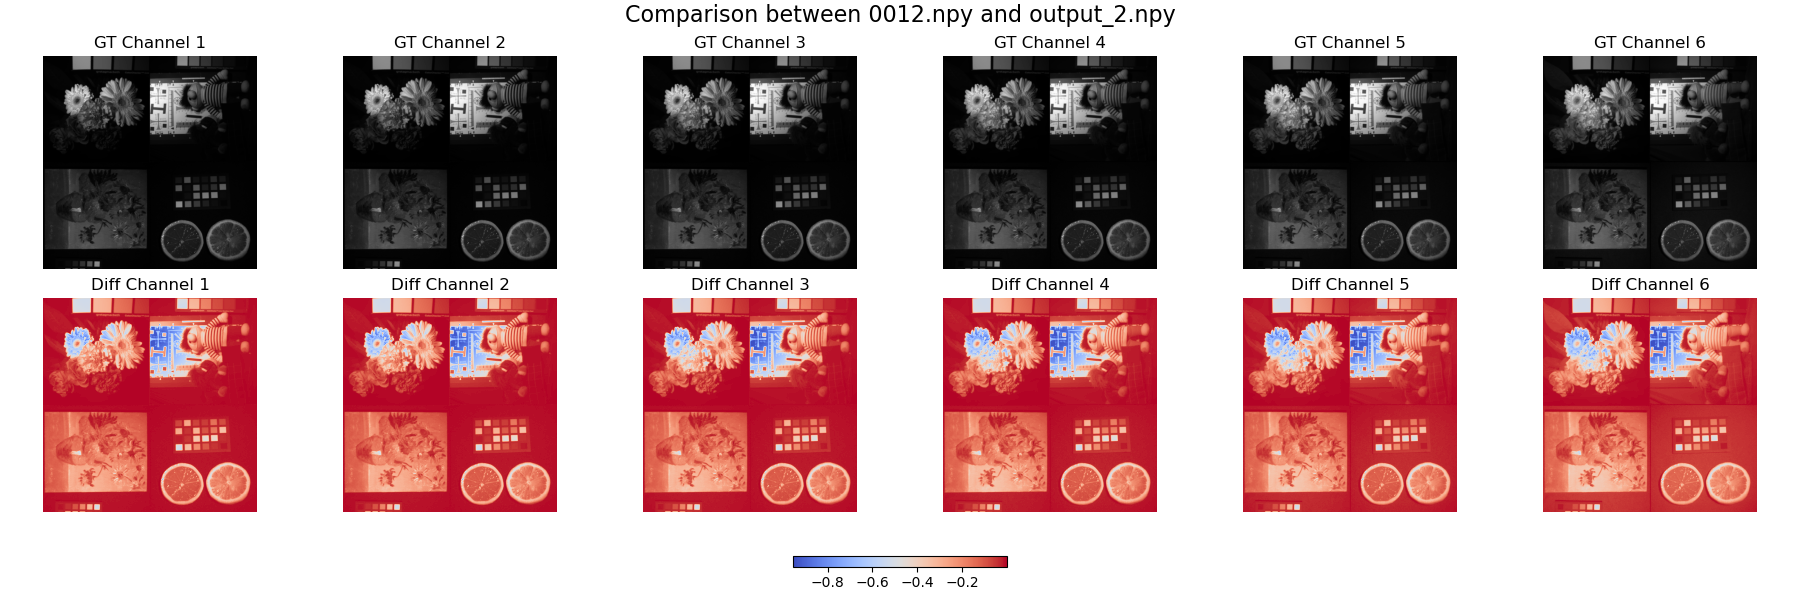 Comparison between 0012.npy and output_2.npy
GT Channel 1
GT Channel 2
GT Channel 3
GT Channel 4
GT Channel 5
GT Channel 6
Diff Channel 1
Diff Channel 2
Diff Channel 3
Diff Channel 4
Diff Channel 5
Diff Channel 6
−0.8 −0.6 −0.4 −0.2